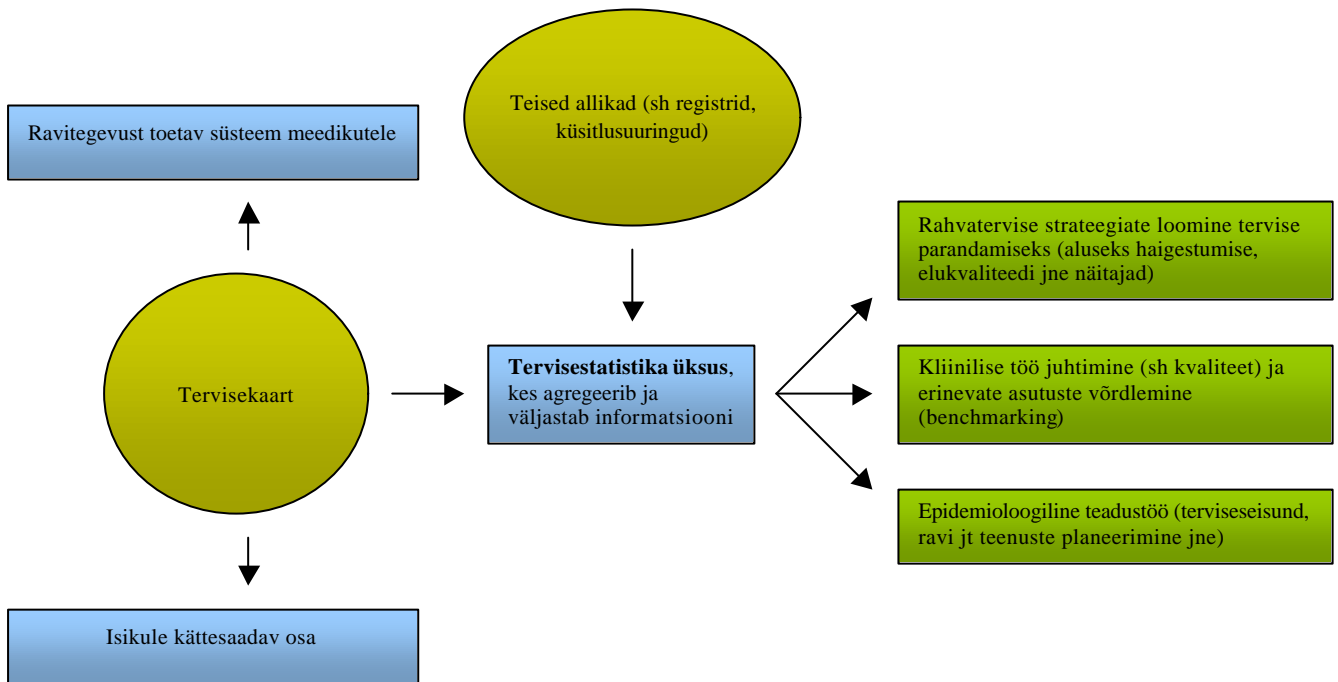 Teised allikad (sh registrid,
küsitlusuuringud)
Ravitegevust toetav süsteem meedikutele
Rahvatervise strateegiate loomine tervise
parandamiseks (aluseks haigestumise,
elukvaliteedi jne näitajad)
Tervisekaart
Tervisestatistika üksus,
kes agregeerib ja
väljastab informatsiooni
Kliinilise töö juhtimine (sh kvaliteet) ja
erinevate asutuste võrdlemine
(benchmarking)
Epidemioloogiline teadustöö (terviseseisund,
ravi jt teenuste planeerimine jne)
Isikule kättesaadav osa